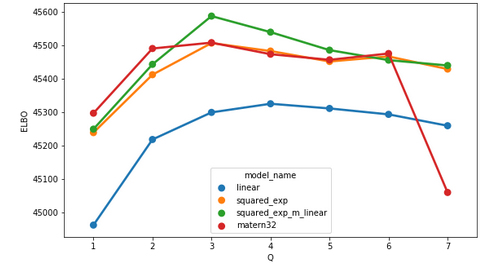 45600
45500
45400
45300
45200
45100
45000
ELBO
model_name
linear
squared_exp
squared_exp_m_linear
matern32
1 2 3 4 5 6 7
Q